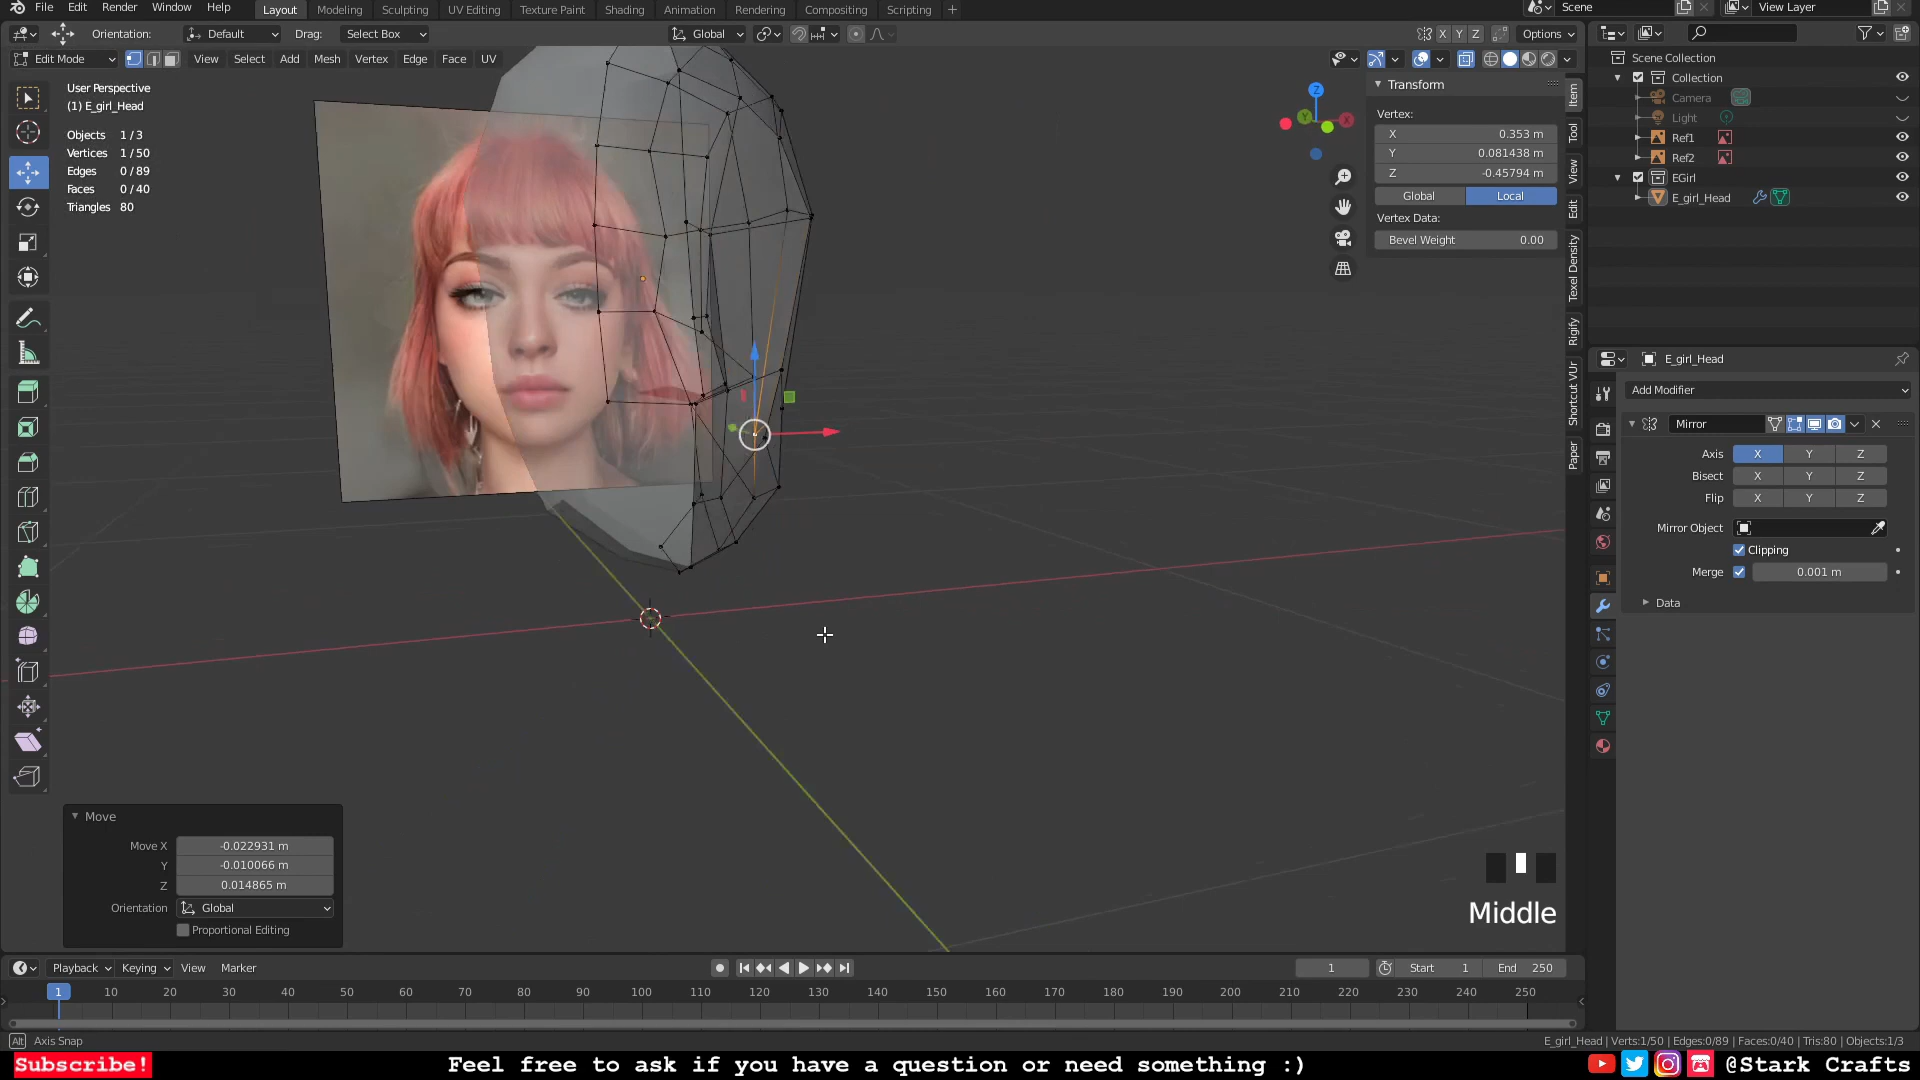 File Edit Render Window Help Layout Modeling Sculpting UV Editing Texture Paint Shading Animation Rendering Compositing Scripting + Scene View Layer
Orientation: Default Drag: Select Box Global X Y Z Options
Edit Mode View Select Add Mesh Vertex Edge Face UV
User Perspective
(1) E_girl_Head
Objects 1/3
Vertices 1/50
Edges 0/89
Faces 0/40
Triangles 80
Z
Y
X
Transform
Vertex:
X 0.353 m
Y 0.081438 m
Z -0.45794 m
Global Local
Vertex Data:
Bevel Weight 0.00
Item
Tool
View
Edit
Texel Density
Rigify
Shortcut VUr
Paper
Scene Collection
Collection
Camera
Light
Ref1
Ref2
EGirl
E_girl_Head
E_girl_Head
Add Modifier
Mirror
Axis X Y Z
Bisect X Y Z
Flip X Y Z
Mirror Object
Clipping
Merge 0.001 m
Data
Move
Move X -0.022931 m
Y -0.010066 m
Z 0.014865 m
Orientation Global
Proportional Editing
Middle
Playback Keying View Marker 1 Start 1 End 250
1 10 20 30 40 50 60 70 80 90 100 110 120 130 140 150 160 170 180 190 200 210 220 230 240 250
Alt Axis Snap E_girl_Head | Verts:1/50 | Edges:0/89 | Faces:0/40 | Tris:80 | Objects:1/3
Subscribe! Feel free to ask if you have a question or need something :) @Stark Crafts